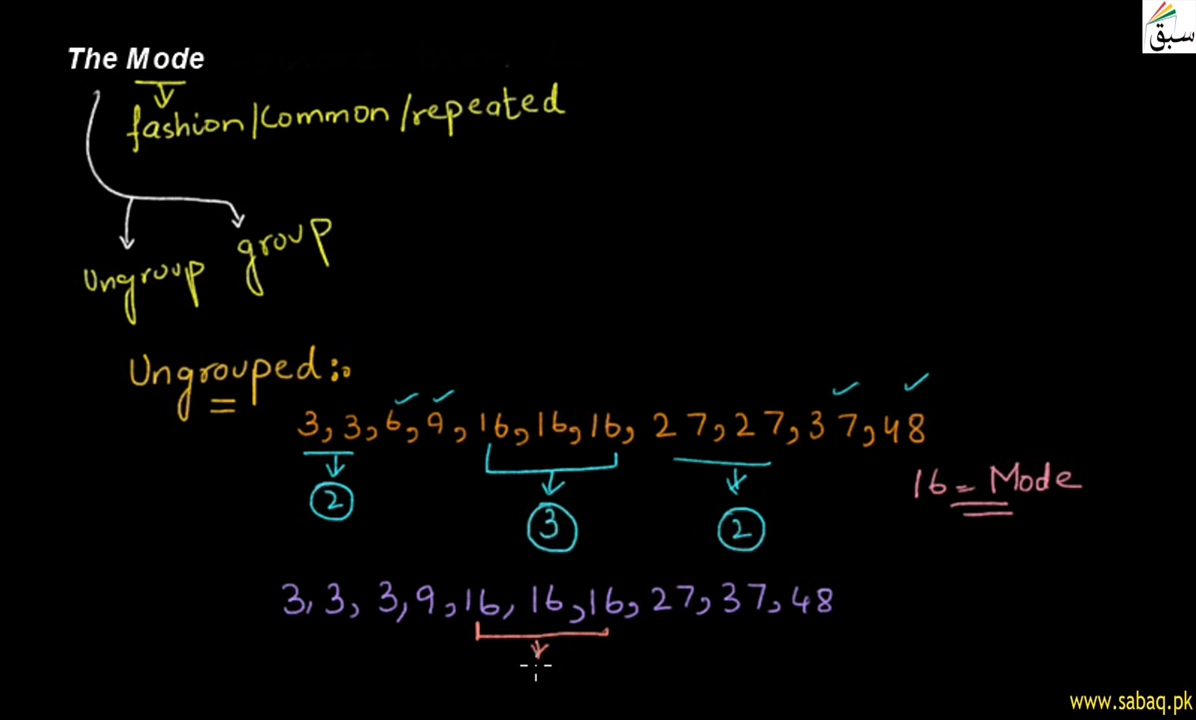 سبق
The Mode
fashion/common/repeated
Ungroup group
Ungrouped:
3, 3, 6, 9, 16, 16, 16, 27, 27, 37, 48
16 = Mode
2 3 2
3, 3, 3, 9, 16, 16, 16, 27, 37, 48
www.sabaq.pk